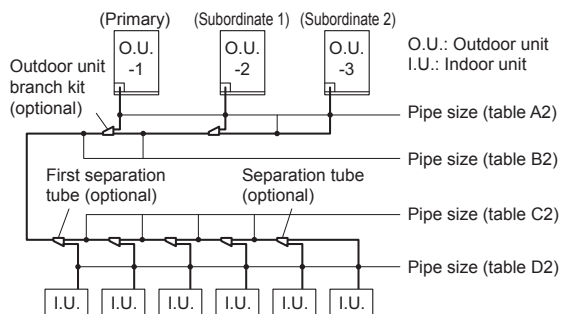 (Primary) (Subordinate 1) (Subordinate 2)
O.U.
-1
O.U.
-2
O.U.
-3
O.U.: Outdoor unit
I.U.: Indoor unit
Outdoor unit
branch kit
(optional)
Pipe size (table A2)
Pipe size (table B2)
First separation
tube (optional)
Separation tube
(optional)
Pipe size (table C2)
Pipe size (table D2)
I.U. I.U. I.U. I.U. I.U. I.U.